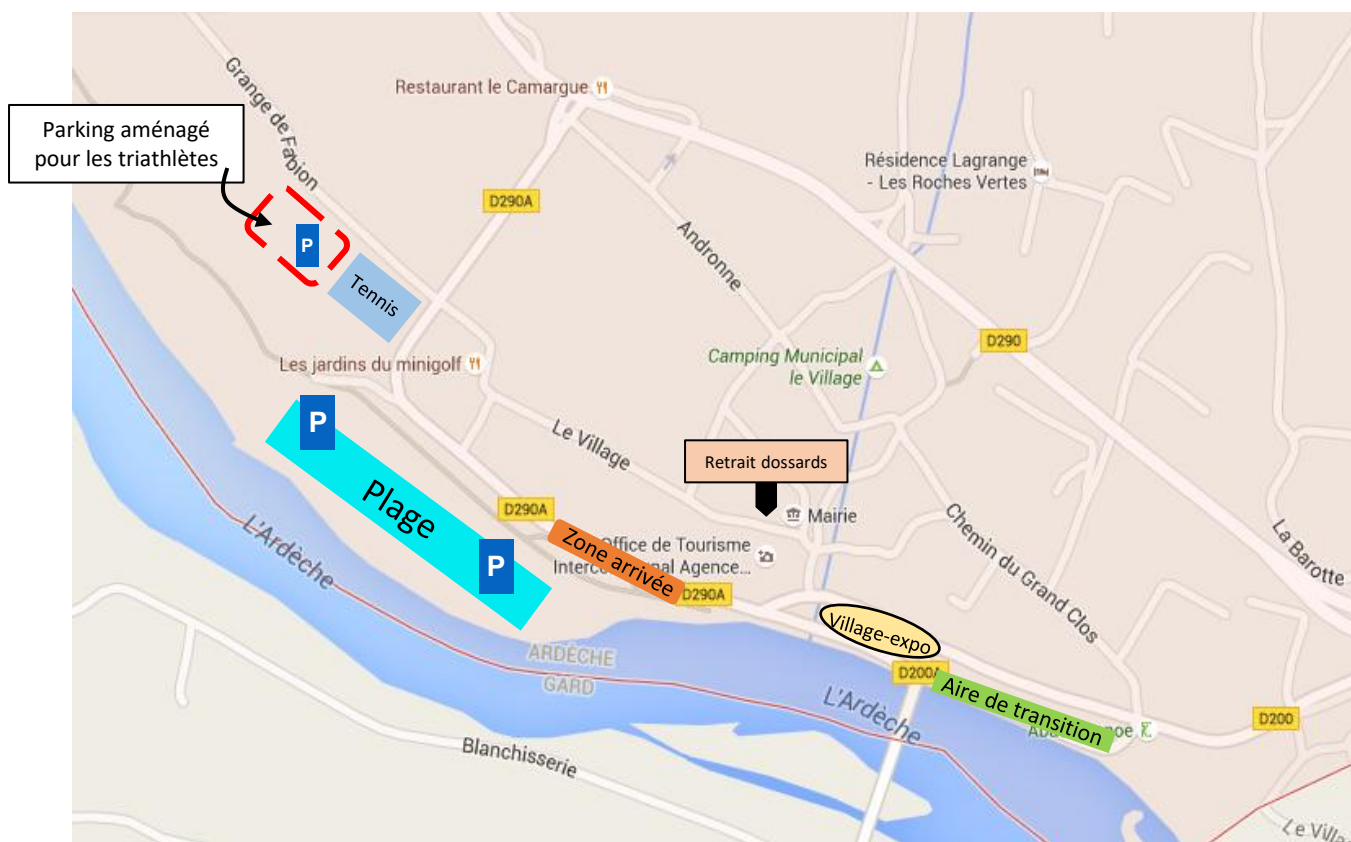 Restaurant le Camargue
Grange de Fabion
Parking aménagé
pour les triathlètes
P
Tennis
D290A
Résidence Lagrange
- Les Roches Vertes
Andronne
D290
Les jardins du minigolf
Camping Municipal
le Village
P
Le Village
Retrait dossards
Plage
D290A
Mairie
Chemin du Grand Clos
La Barotte
L'Ardèche
P
Zone arrivée
Office de Tourisme
Agence...
D290A
Village-expo
ARDÈCHE
GARD
D200A
L'Ardèche
Aire de transition
D200
Blanchisserie